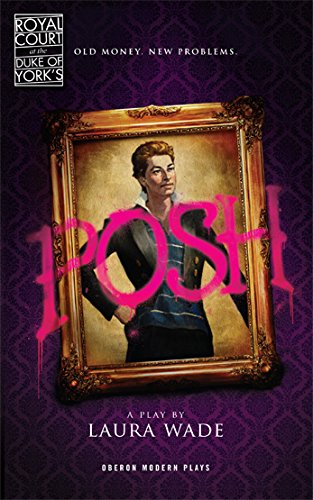 ROYAL
COURT
at the
DUKE OF
YORK'S
OLD MONEY. NEW PROBLEMS.
POSH
A PLAY BY
LAURA WADE
OBERON MODERN PLAYS